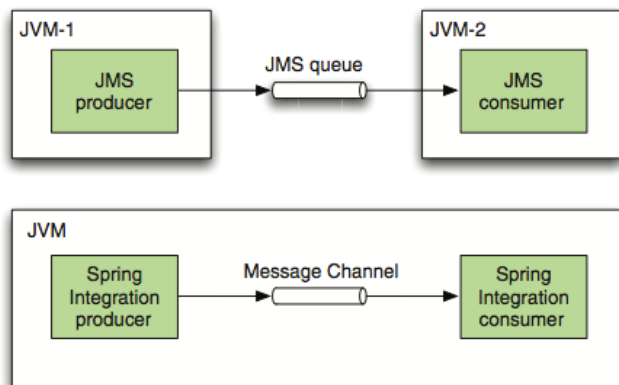 JVM-1
JVM-2
JMS queue
JMS
producer
JMS
consumer
JVM
Message Channel
Spring
Integration
producer
Spring
Integration
consumer